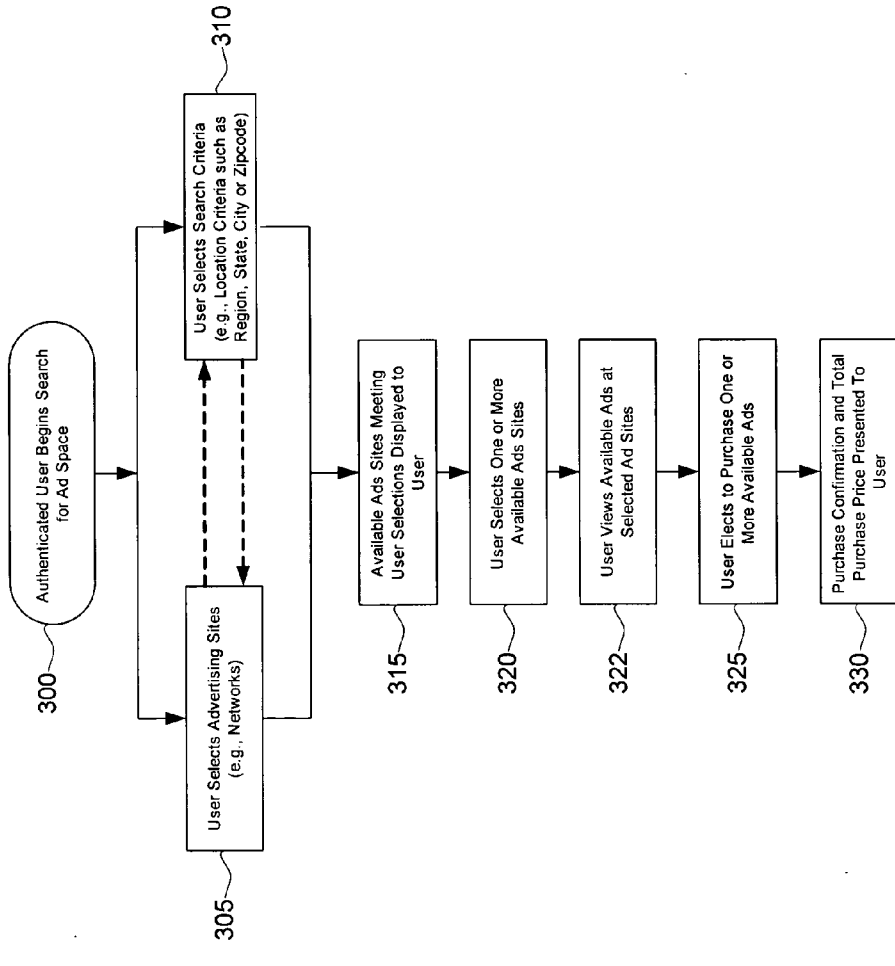 300
Authenticated User Begins Search
for Ad Space
305
User Selects Advertising Sites
(e.g., Networks)
310
User Selects Search Criteria
(e.g., Location Criteria such as
Region, State, City or Zipcode)
315
Available Ads Sites Meeting
User Selections Displayed to
User
320
User Selects One or More
Available Ads Sites
322
User Views Available Ads at
Selected Ad Sites
325
User Elects to Purchase One or
More Available Ads
330
Purchase Confirmation and Total
Purchase Price Presented To
User